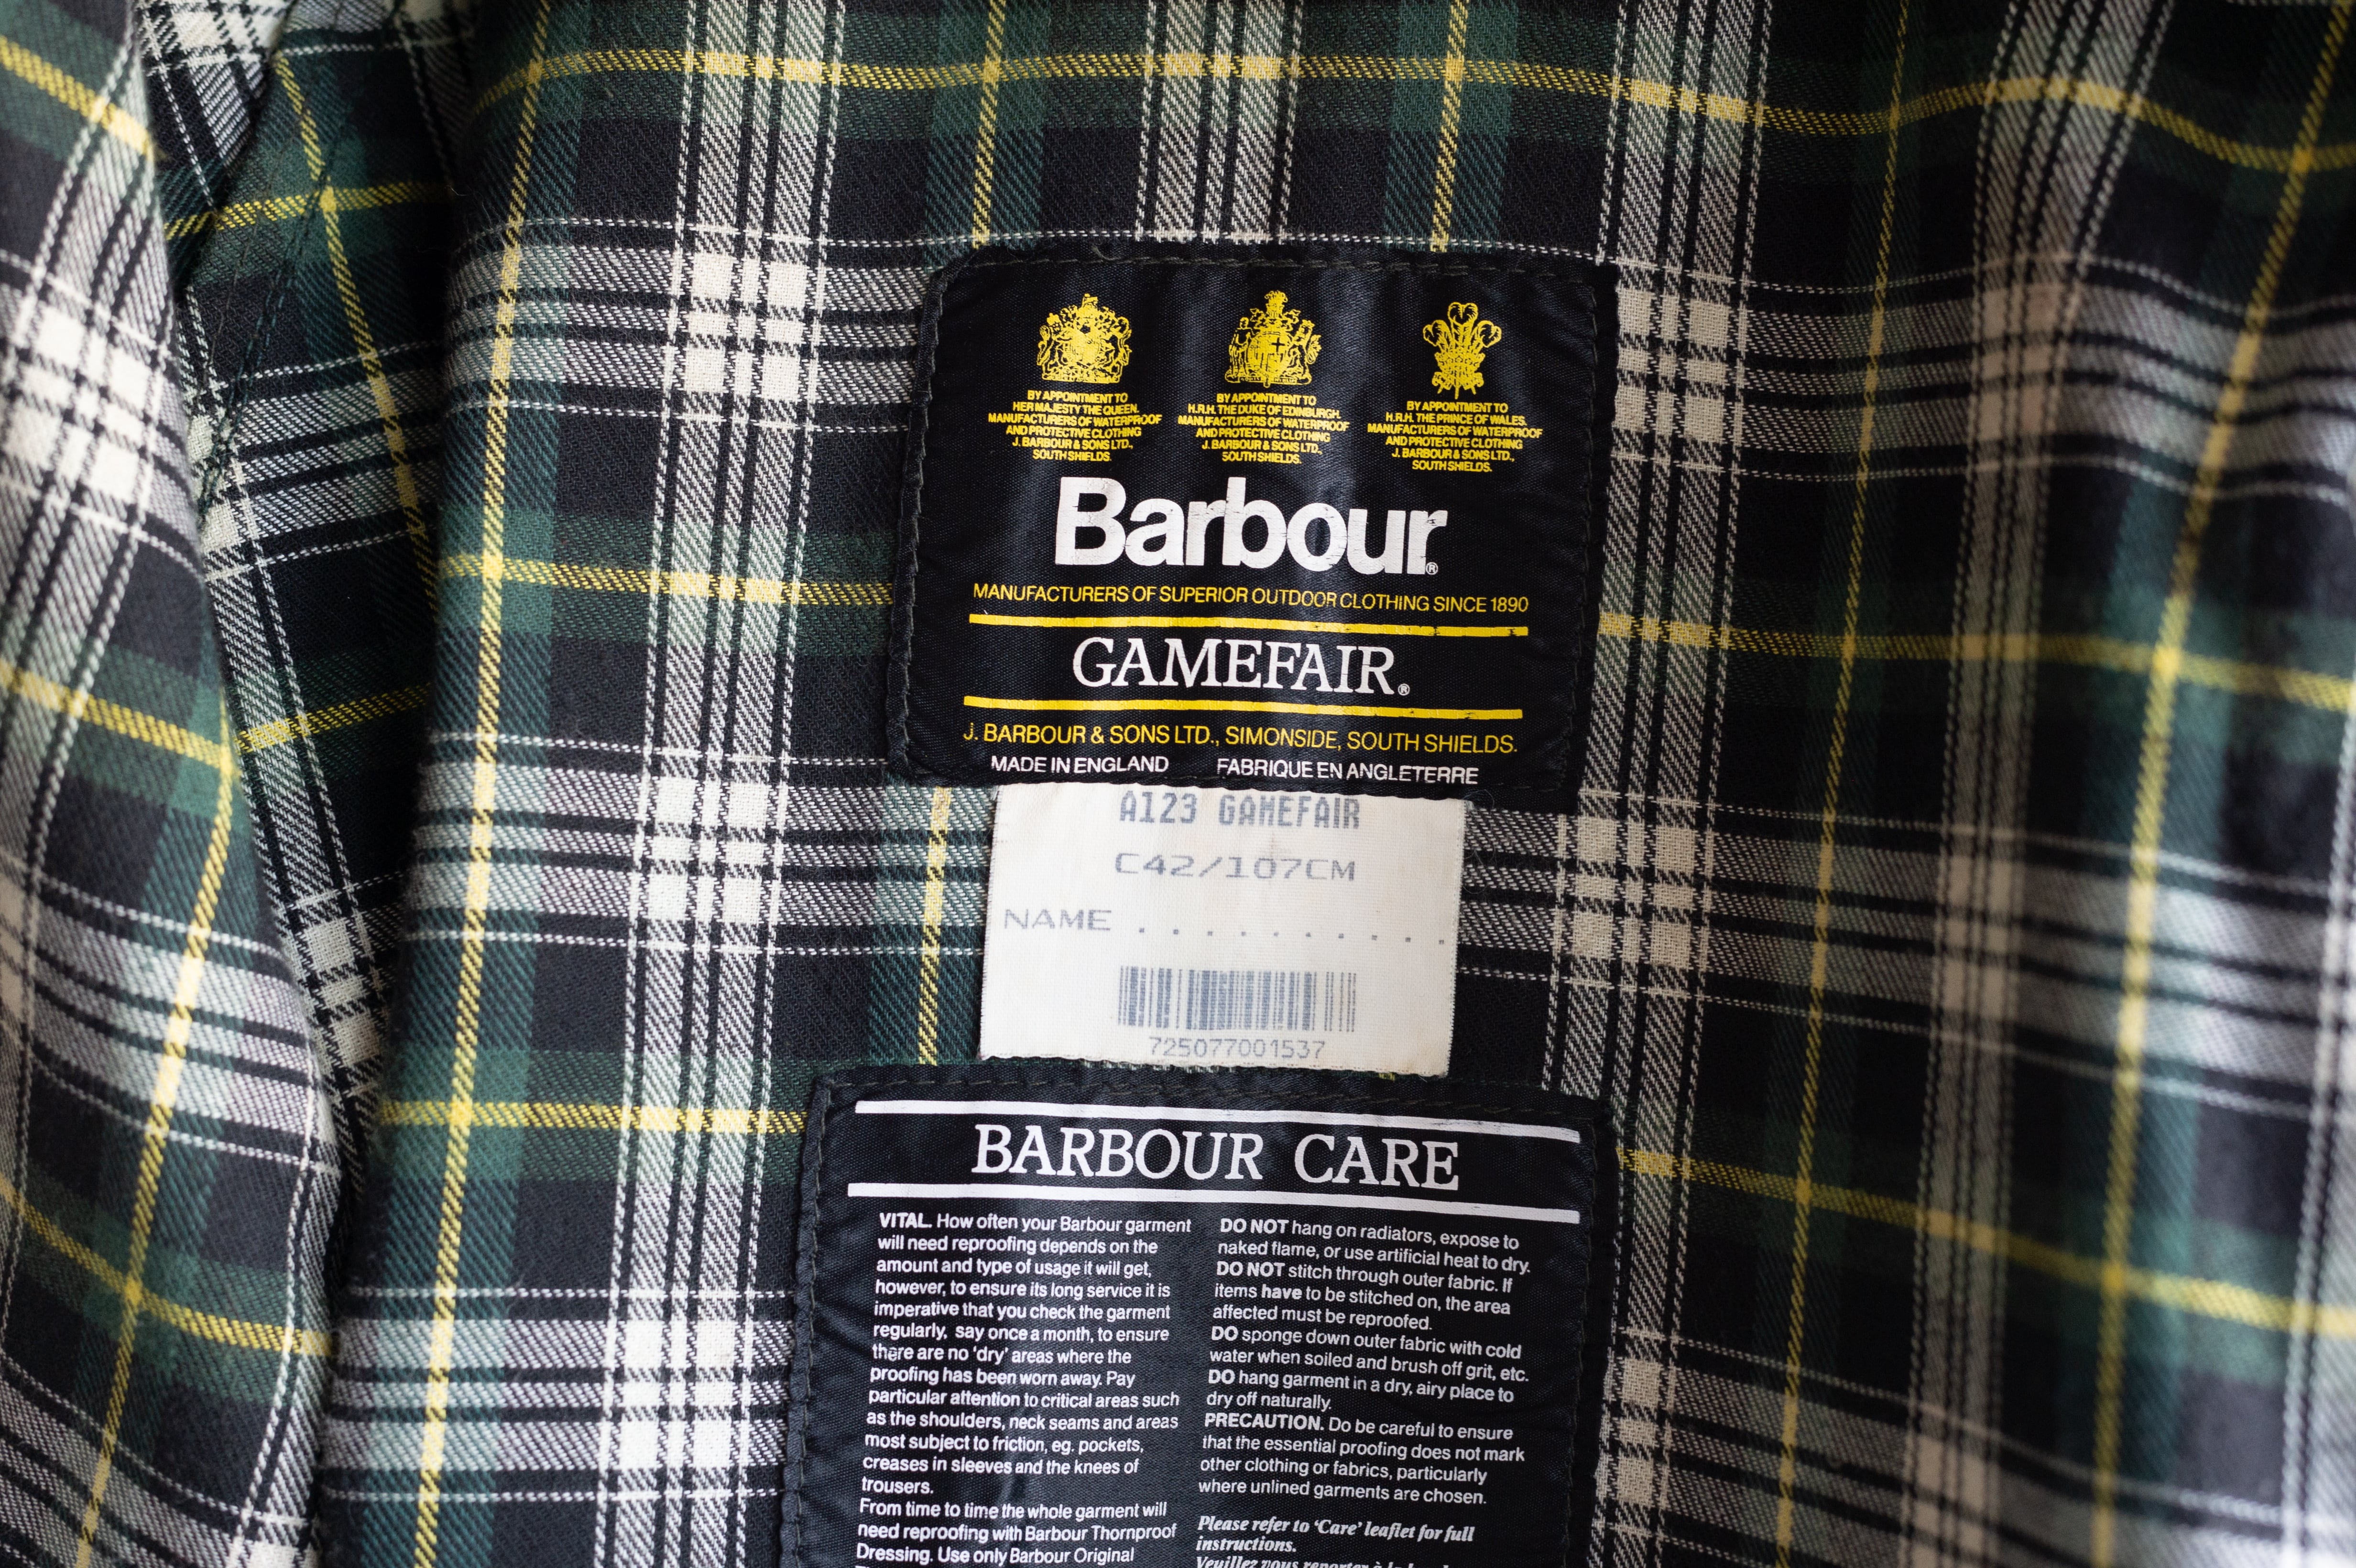 BY APPOINTMENT TO
HER MAJESTY THE QUEEN.
MANUFACTURERS OF WATERPROOF
AND PROTECTIVE CLOTHING
J. BARBOUR & SONS LTD.,
SOUTH SHIELDS.
BY APPOINTMENT TO
H.R.H. THE DUKE OF EDINBURGH.
MANUFACTURERS OF WATERPROOF
AND PROTECTIVE CLOTHING
J. BARBOUR & SONS LTD.,
SOUTH SHIELDS.
BY APPOINTMENT TO
H.R.H. THE PRINCE OF WALES.
MANUFACTURERS OF WATERPROOF
AND PROTECTIVE CLOTHING
J. BARBOUR & SONS LTD.,
SOUTH SHIELDS.
Barbour®
MANUFACTURERS OF SUPERIOR OUTDOOR CLOTHING SINCE 1890
GAMEFAIR®
J. BARBOUR & SONS LTD., SIMONSIDE, SOUTH SHIELDS.
MADE IN ENGLAND FABRIQUE EN ANGLETERRE
A123 GAMEFAIR
C42/107CM
NAME . . . . . . . . . .
725077001537
BARBOUR CARE
VITAL. How often your Barbour garment
will need reproofing depends on the
amount and type of usage it will get,
however, to ensure its long service it is
imperative that you check the garment
regularly, say once a month, to ensure
there are no 'dry' areas where the
proofing has been worn away. Pay
particular attention to critical areas such
as the shoulders, neck seams and areas
most subject to friction, eg. pockets,
creases in sleeves and the knees of
trousers.
From time to time the whole garment will
need reproofing with Barbour Thornproof
Dressing. Use only Barbour Original
DO NOT hang on radiators, expose to
naked flame, or use artificial heat to dry.
DO NOT stitch through outer fabric. If
items have to be stitched on, the area
affected must be reproofed.
DO sponge down outer fabric with cold
water when soiled and brush off grit, etc.
DO hang garment in a dry, airy place to
dry off naturally.
PRECAUTION. Do be careful to ensure
that the essential proofing does not mark
other clothing or fabrics, particularly
where unlined garments are chosen.
Please refer to 'Care' leaflet for full
instructions.
Veuillez vous reporter à